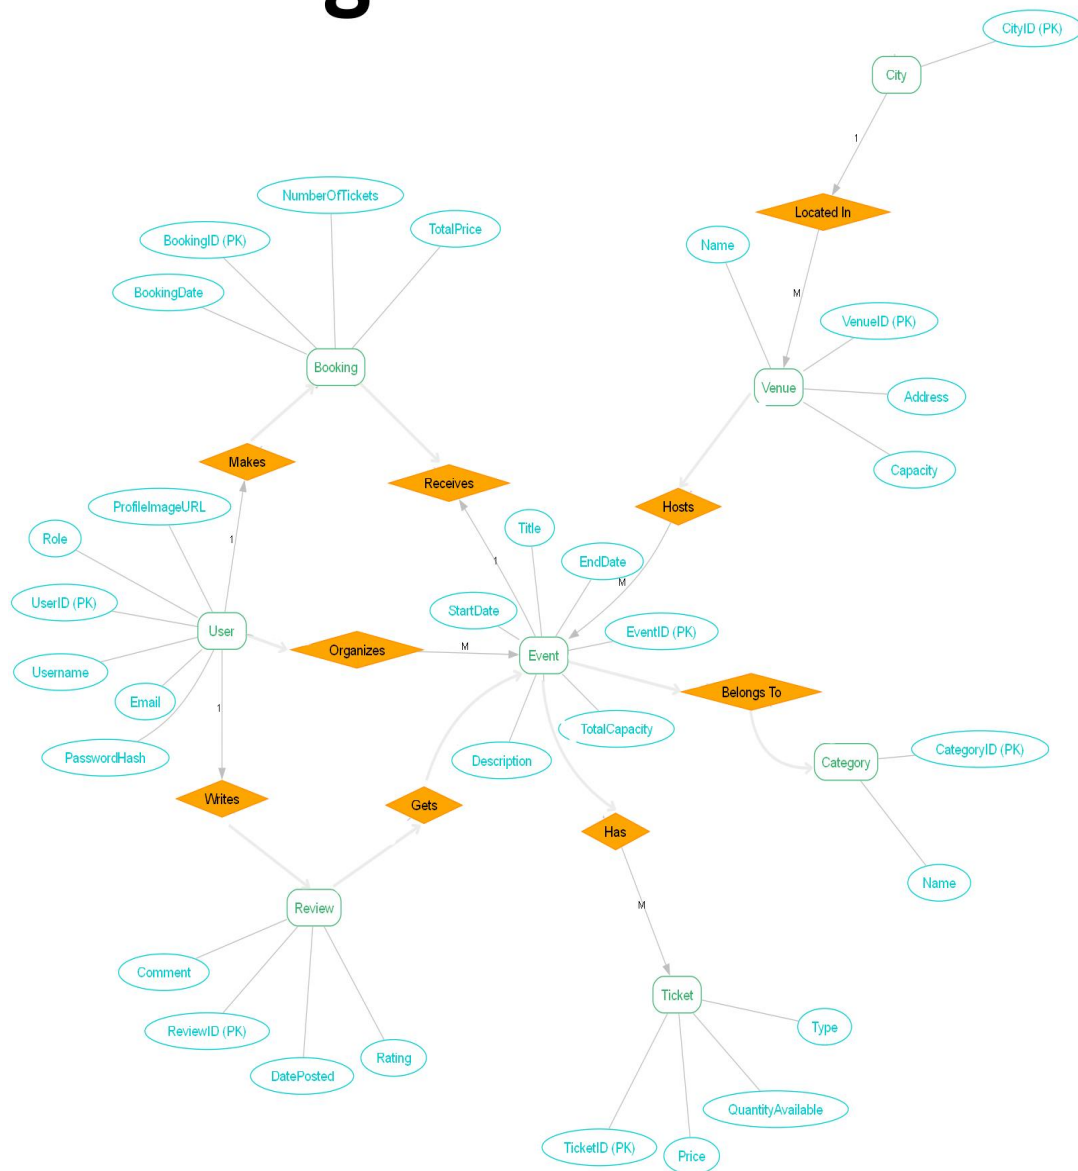 g
CityID (PK)
City
1
Located In
M
Name
VenueID (PK)
Venue
Address
Capacity
NumberOfTickets
BookingID (PK)
TotalPrice
BookingDate
Booking
Makes
Receives
Hosts
ProfileImageURL
Role
1
UserID (PK)
User
Username
Email
PasswordHash
Organizes
M
Title
1
EndDate
M
StartDate
EventID (PK)
Event
TotalCapacity
Description
Belongs To
Category
CategoryID (PK)
Name
1
Writes
Gets
Has
M
Review
Comment
ReviewID (PK)
DatePosted
Rating
Ticket
Type
QuantityAvailable
TicketID (PK)
Price